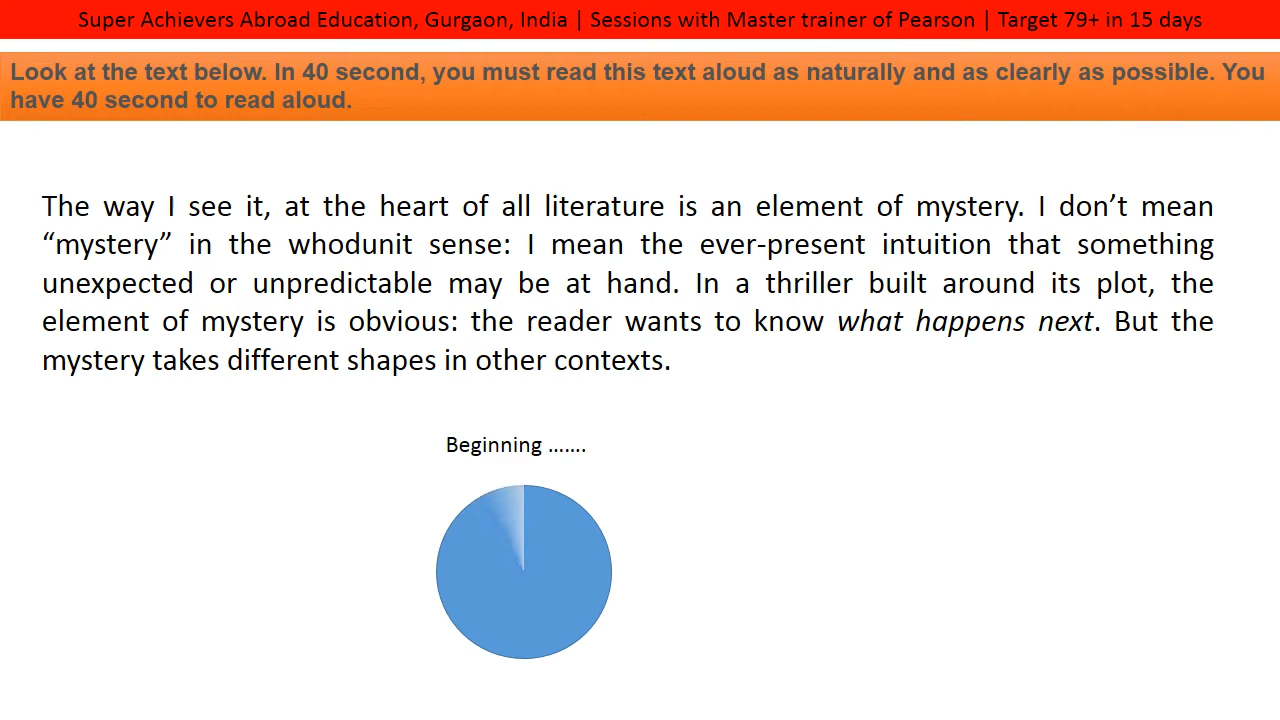 Super Achievers Abroad Education, Gurgaon, India | Sessions with Master trainer of Pearson | Target 79+ in 15 days
Look at the text below. In 40 second, you must read this text aloud as naturally and as clearly as possible. You
have 40 second to read aloud.
The way I see it, at the heart of all literature is an element of mystery. I don’t mean
“mystery” in the whodunit sense: I mean the ever-present intuition that something
unexpected or unpredictable may be at hand. In a thriller built around its plot, the
element of mystery is obvious: the reader wants to know what happens next. But the
mystery takes different shapes in other contexts.
Beginning .......